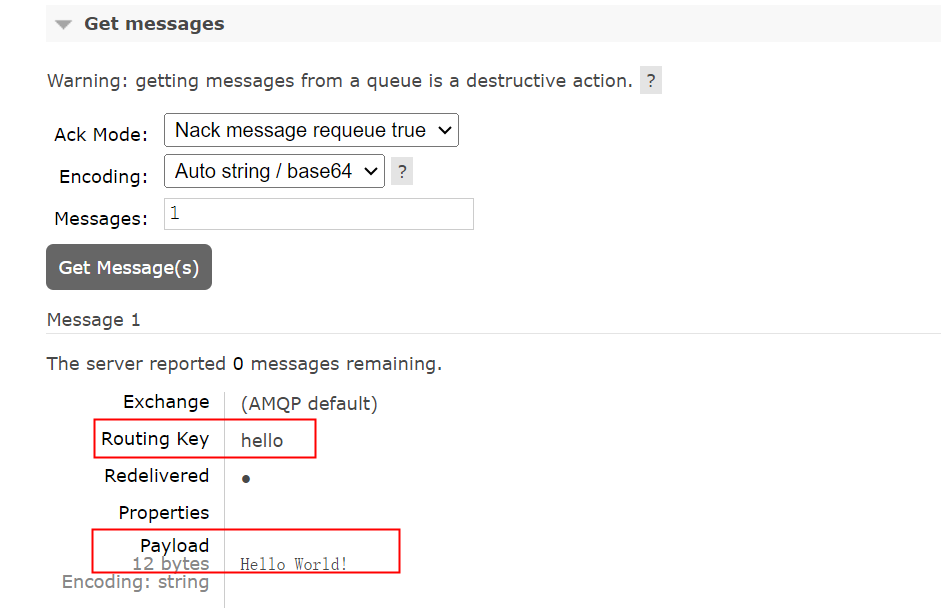 Get messages
Warning: getting messages from a queue is a destructive action. ?
Ack Mode: Nack message requeue true
Encoding: Auto string / base64 ?
Messages: 1
Get Message(s)
Message 1
The server reported 0 messages remaining.
Exchange (AMQP default)
Routing Key hello
Redelivered ●
Properties
Payload
12 bytes Hello World!
Encoding: string